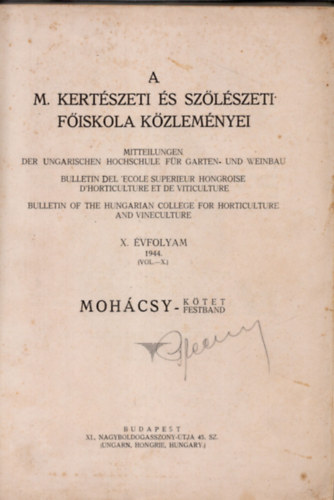 A
M. KERTÉSZETI ÉS SZŐLÉSZETI
FŐISKOLA KÖZLEMÉNYEI
MITTEILUNGEN
DER UNGARISCHEN HOCHSCHULE FÜR GARTEN- UND WEINBAU
BULLETIN DEL 'ECOLE SUPERIEUR HONGROISE
D'HORTICULTURE ET DE VITICULTURE
BULLETIN OF THE HUNGARIAN COLLEGE FOR HORTICULTURE
AND VINECULTURE
X. ÉVFOLYAM
1944.
(VOL.—X.)
MOHÁCSY- KÖTET
FESTBAND
BUDAPEST
XI., NAGYBOLDOGASSZONY-UTJA 45. SZ.
(UNGARN, HONGRIE, HUNGARY.)